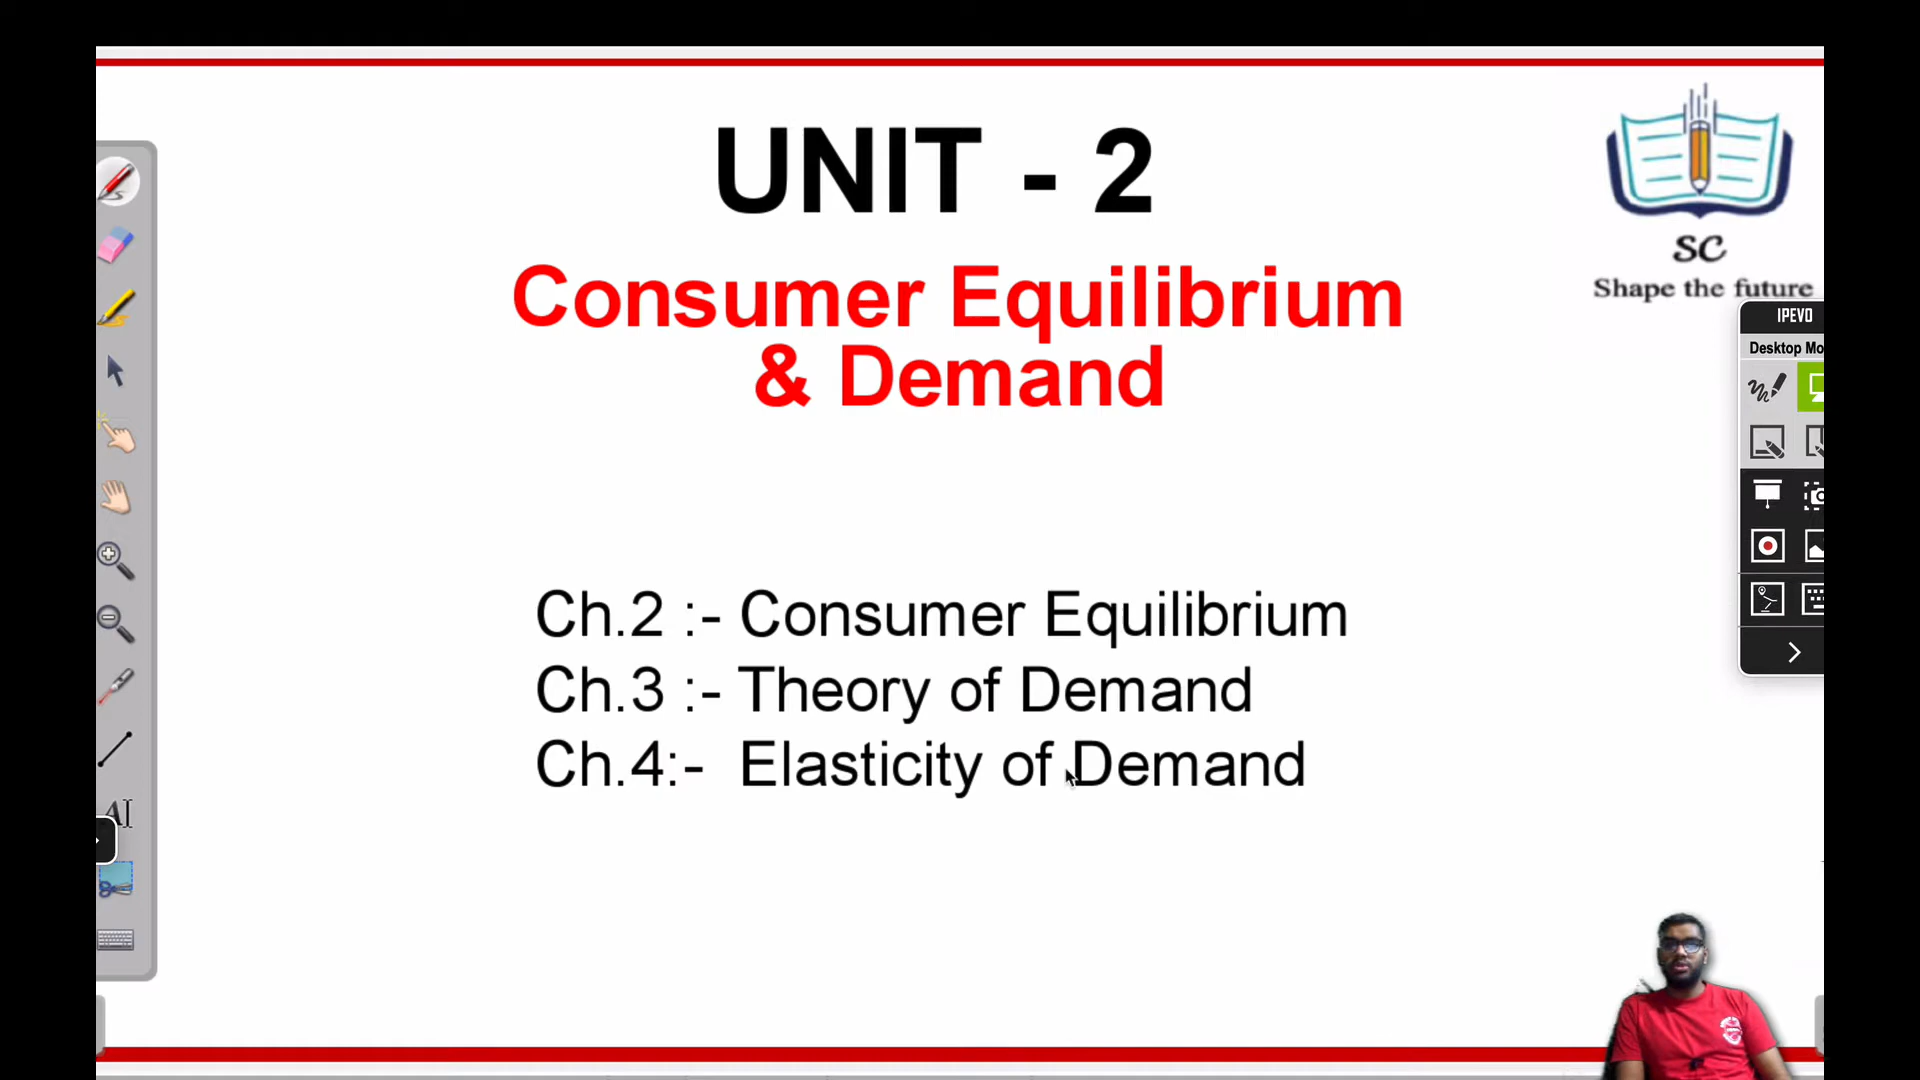 UNIT - 2
SC
Shape the future
Consumer Equilibrium
& Demand
IPEVO
Desktop Mo
Ch.2 :- Consumer Equilibrium
Ch.3 :- Theory of Demand
Ch.4:- Elasticity of Demand
AI